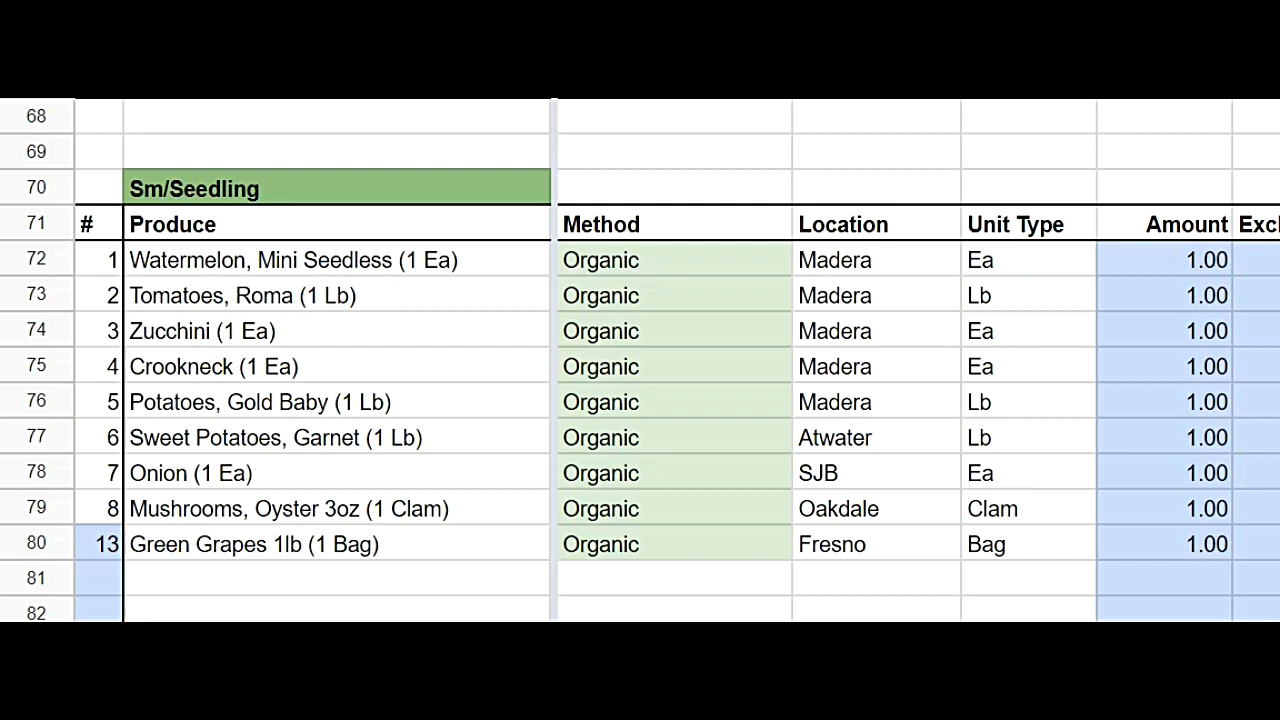 68
69
70 Sm/Seedling
71 # Produce Method Location Unit Type Amount Excl
72 1 Watermelon, Mini Seedless (1 Ea) Organic Madera Ea 1.00
73 2 Tomatoes, Roma (1 Lb) Organic Madera Lb 1.00
74 3 Zucchini (1 Ea) Organic Madera Ea 1.00
75 4 Crookneck (1 Ea) Organic Madera Ea 1.00
76 5 Potatoes, Gold Baby (1 Lb) Organic Madera Lb 1.00
77 6 Sweet Potatoes, Garnet (1 Lb) Organic Atwater Lb 1.00
78 7 Onion (1 Ea) Organic SJB Ea 1.00
79 8 Mushrooms, Oyster 3oz (1 Clam) Organic Oakdale Clam 1.00
80 13 Green Grapes 1lb (1 Bag) Organic Fresno Bag 1.00
81
82